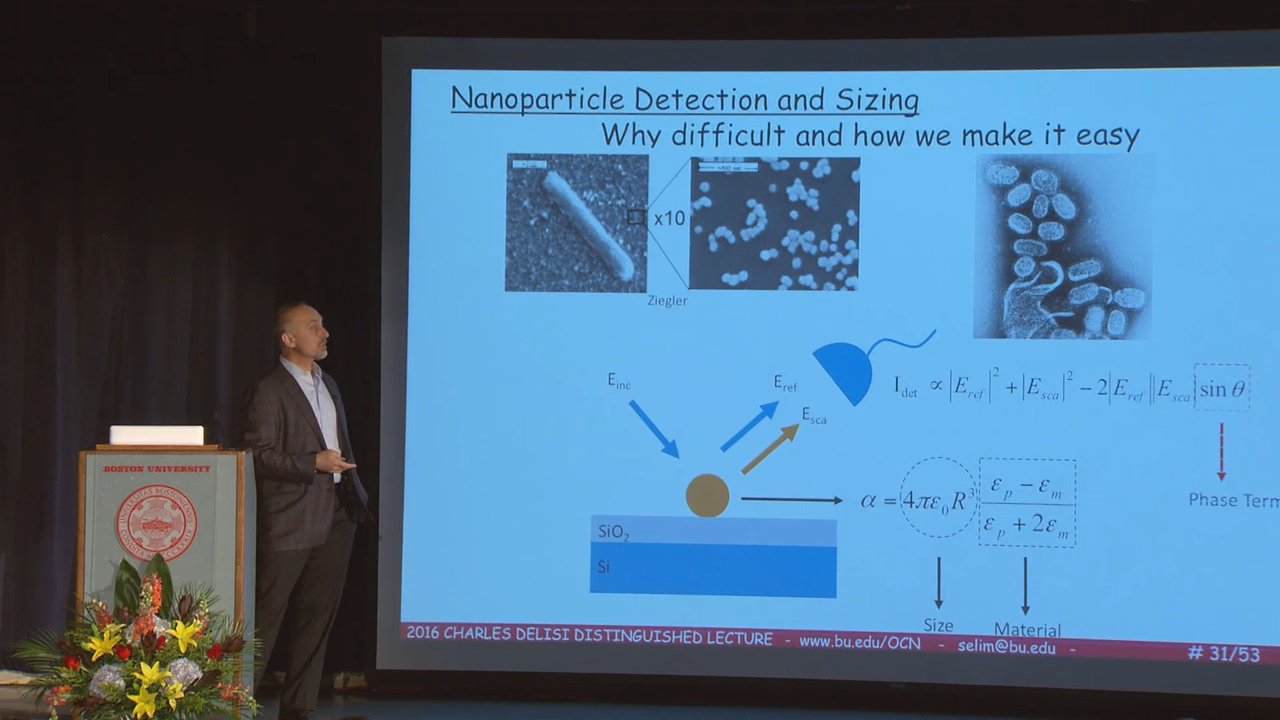 Nanoparticle Detection and Sizing
Why difficult and how we make it easy
x10
Ziegler
E_inc
E_ref
E_sca
I_det ∝ |E_ref|² + |E_sca|² − 2|E_ref||E_sca| sin θ
α = 4πε₀R³ (ε_p − ε_m) / (ε_p + 2ε_m)
Phase Term
SiO₂
Si
Size
Material
2016 CHARLES DELISI DISTINGUISHED LECTURE - www.bu.edu/OCN - selim@bu.edu -
# 31/53
BOSTON UNIVERSITY